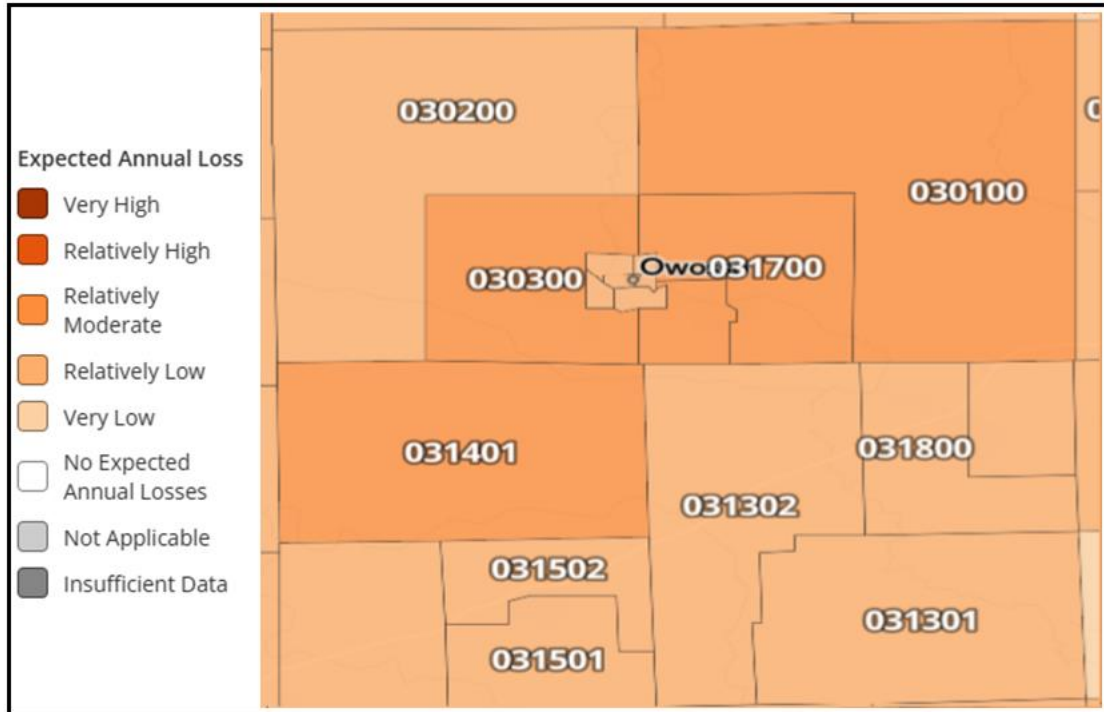 Expected Annual Loss
Very High
Relatively High
Relatively
Moderate
Relatively Low
Very Low
No Expected
Annual Losses
Not Applicable
Insufficient Data
030200
030100
030300
031700
031401
031800
031302
031502
031301
031501